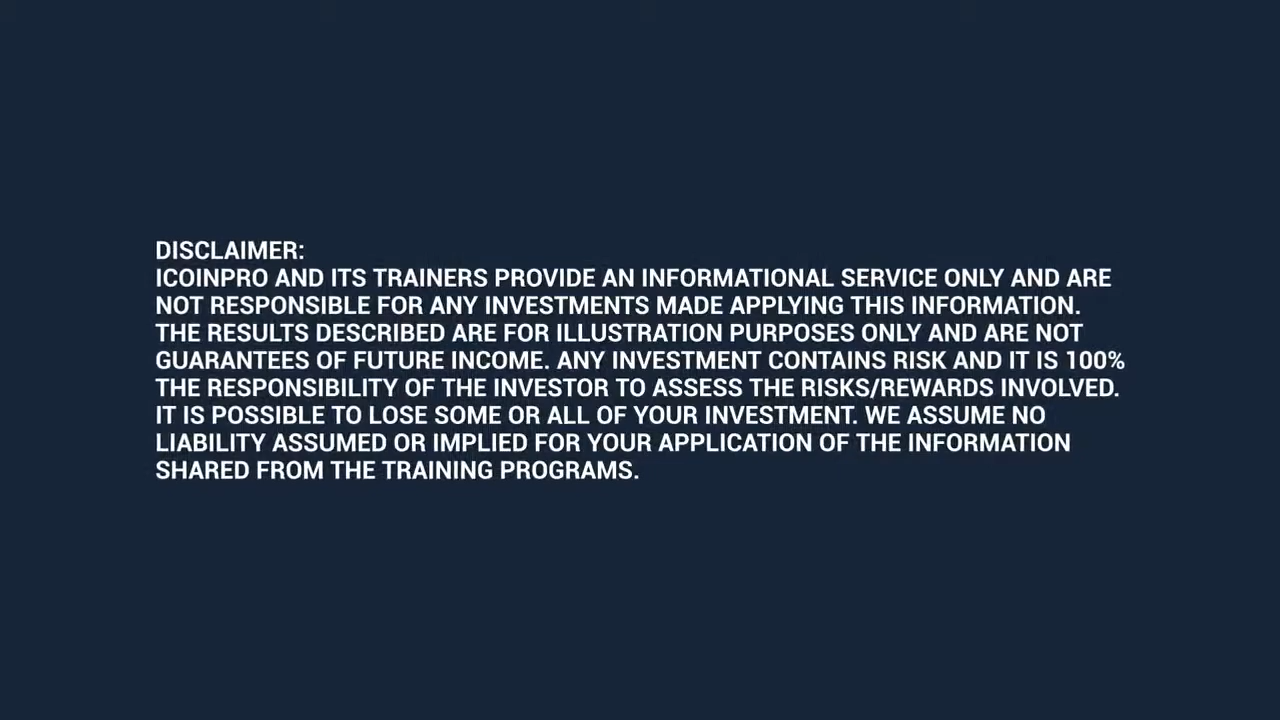 DISCLAIMER:
ICOINPRO AND ITS TRAINERS PROVIDE AN INFORMATIONAL SERVICE ONLY AND ARE
NOT RESPONSIBLE FOR ANY INVESTMENTS MADE APPLYING THIS INFORMATION.
THE RESULTS DESCRIBED ARE FOR ILLUSTRATION PURPOSES ONLY AND ARE NOT
GUARANTEES OF FUTURE INCOME. ANY INVESTMENT CONTAINS RISK AND IT IS 100%
THE RESPONSIBILITY OF THE INVESTOR TO ASSESS THE RISKS/REWARDS INVOLVED.
IT IS POSSIBLE TO LOSE SOME OR ALL OF YOUR INVESTMENT. WE ASSUME NO
LIABILITY ASSUMED OR IMPLIED FOR YOUR APPLICATION OF THE INFORMATION
SHARED FROM THE TRAINING PROGRAMS.